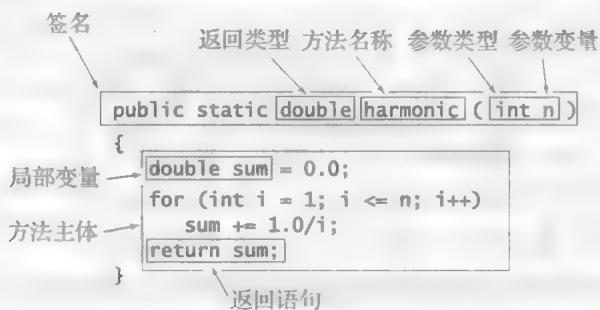 签名
返回类型 方法名称 参数类型 参数变量
public static double harmonic ( int n )
{
局部变量
double sum = 0.0;
for (int i = 1; i <= n; i++)
方法主体
sum += 1.0/i;
return sum;
}
返回语句